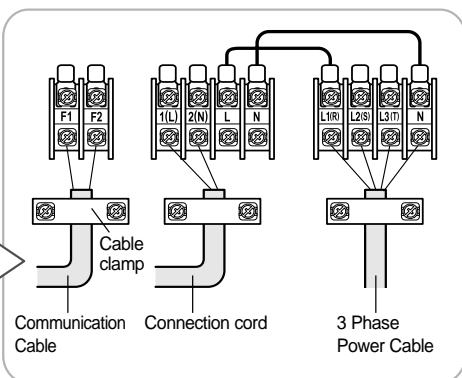 F1 F2 1(L) 2(N) L N L1(R) L2(S) L3(T) N
Cable
clamp
Communication
Cable
Connection cord
3 Phase
Power Cable